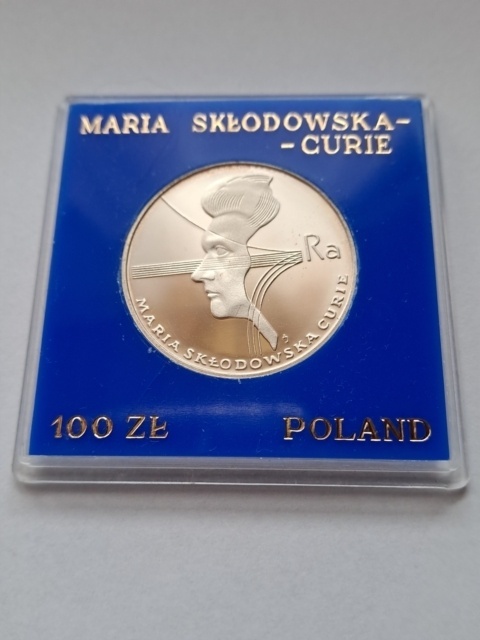 MARIA SKŁODOWSKA-
-CURIE
Ra
MARIA SKŁODOWSKA CURIE
100 ZŁ POLAND